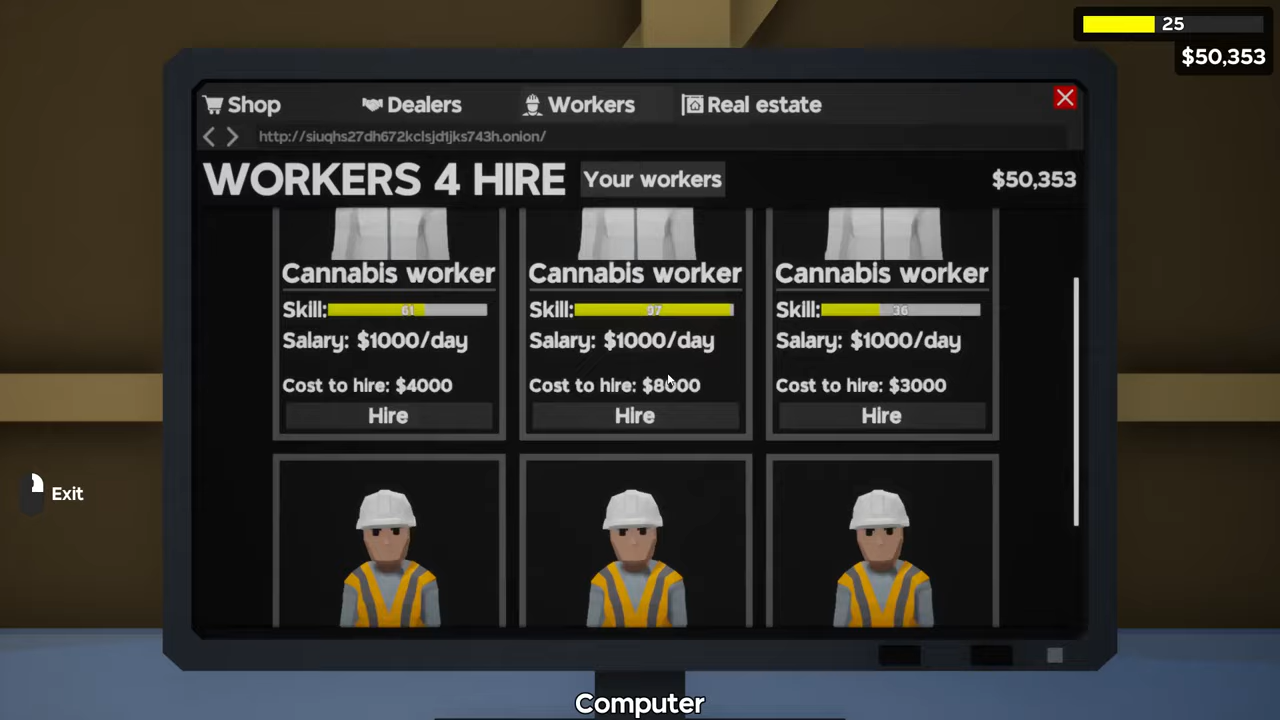 25
$50,353
Shop Dealers Workers Real estate
http://siuqhs27dh672kclsjd1jks743h.onion/
WORKERS 4 HIRE Your workers $50,353
Cannabis worker Cannabis worker Cannabis worker
Skill: 61 Skill: 97 Skill: 36
Salary: $1000/day Salary: $1000/day Salary: $1000/day
Cost to hire: $4000 Cost to hire: $8000 Cost to hire: $3000
Hire Hire Hire
Exit
Computer